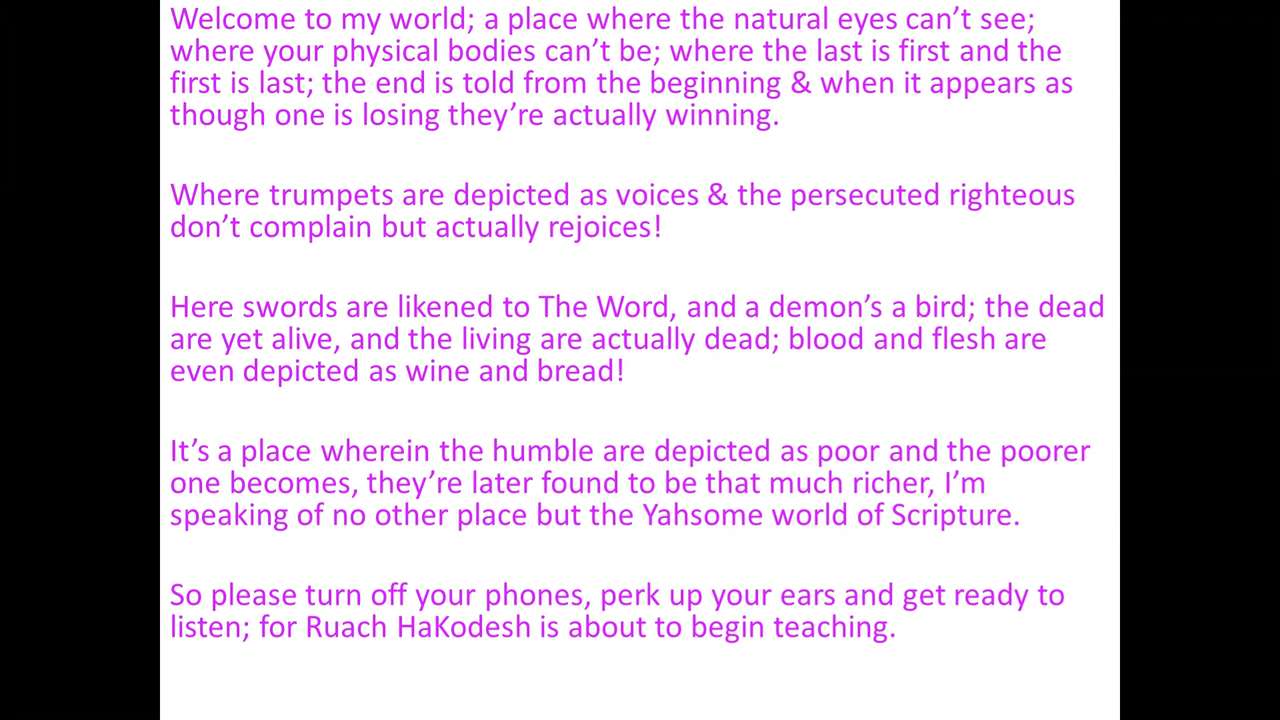 Welcome to my world; a place where the natural eyes can’t see;
where your physical bodies can’t be; where the last is first and the
first is last; the end is told from the beginning & when it appears as
though one is losing they’re actually winning.
Where trumpets are depicted as voices & the persecuted righteous
don’t complain but actually rejoices!
Here swords are likened to The Word, and a demon’s a bird; the dead
are yet alive, and the living are actually dead; blood and flesh are
even depicted as wine and bread!
It’s a place wherein the humble are depicted as poor and the poorer
one becomes, they’re later found to be that much richer, I’m
speaking of no other place but the Yahsome world of Scripture.
So please turn off your phones, perk up your ears and get ready to
listen; for Ruach HaKodesh is about to begin teaching.